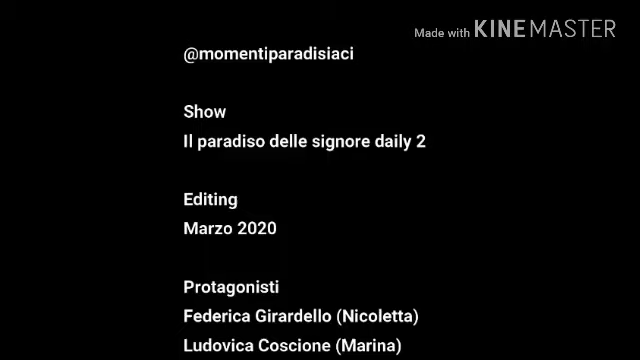 Made with KINEMASTER
@momentiparadisiaci
Show
Il paradiso delle signore daily 2
Editing
Marzo 2020
Protagonisti
Federica Girardello (Nicoletta)
Ludovica Coscione (Marina)